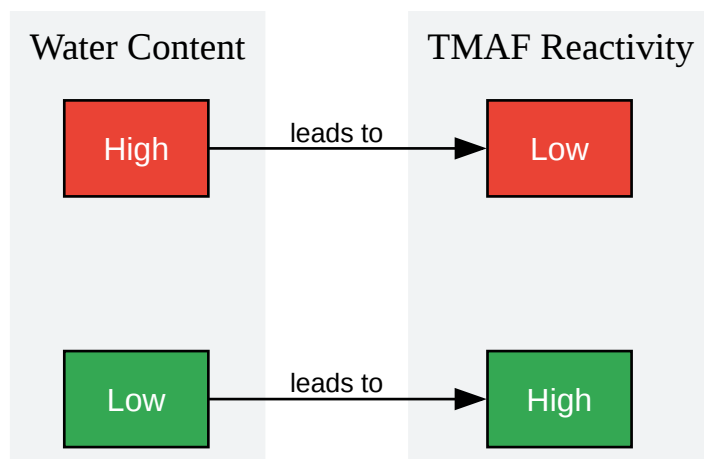 Water Content
TMAF Reactivity
High
leads to
Low
Low
leads to
High